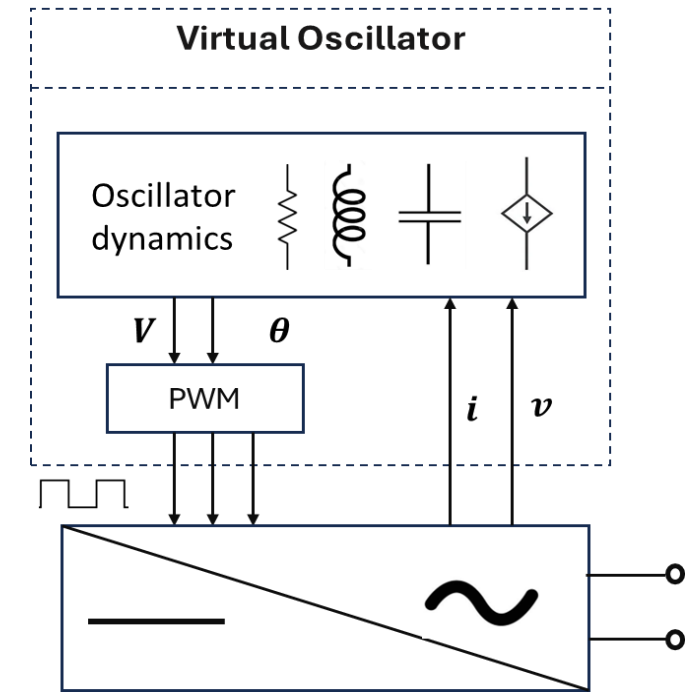 Virtual Oscillator
Oscillator
dynamics
V
θ
PWM
i
v